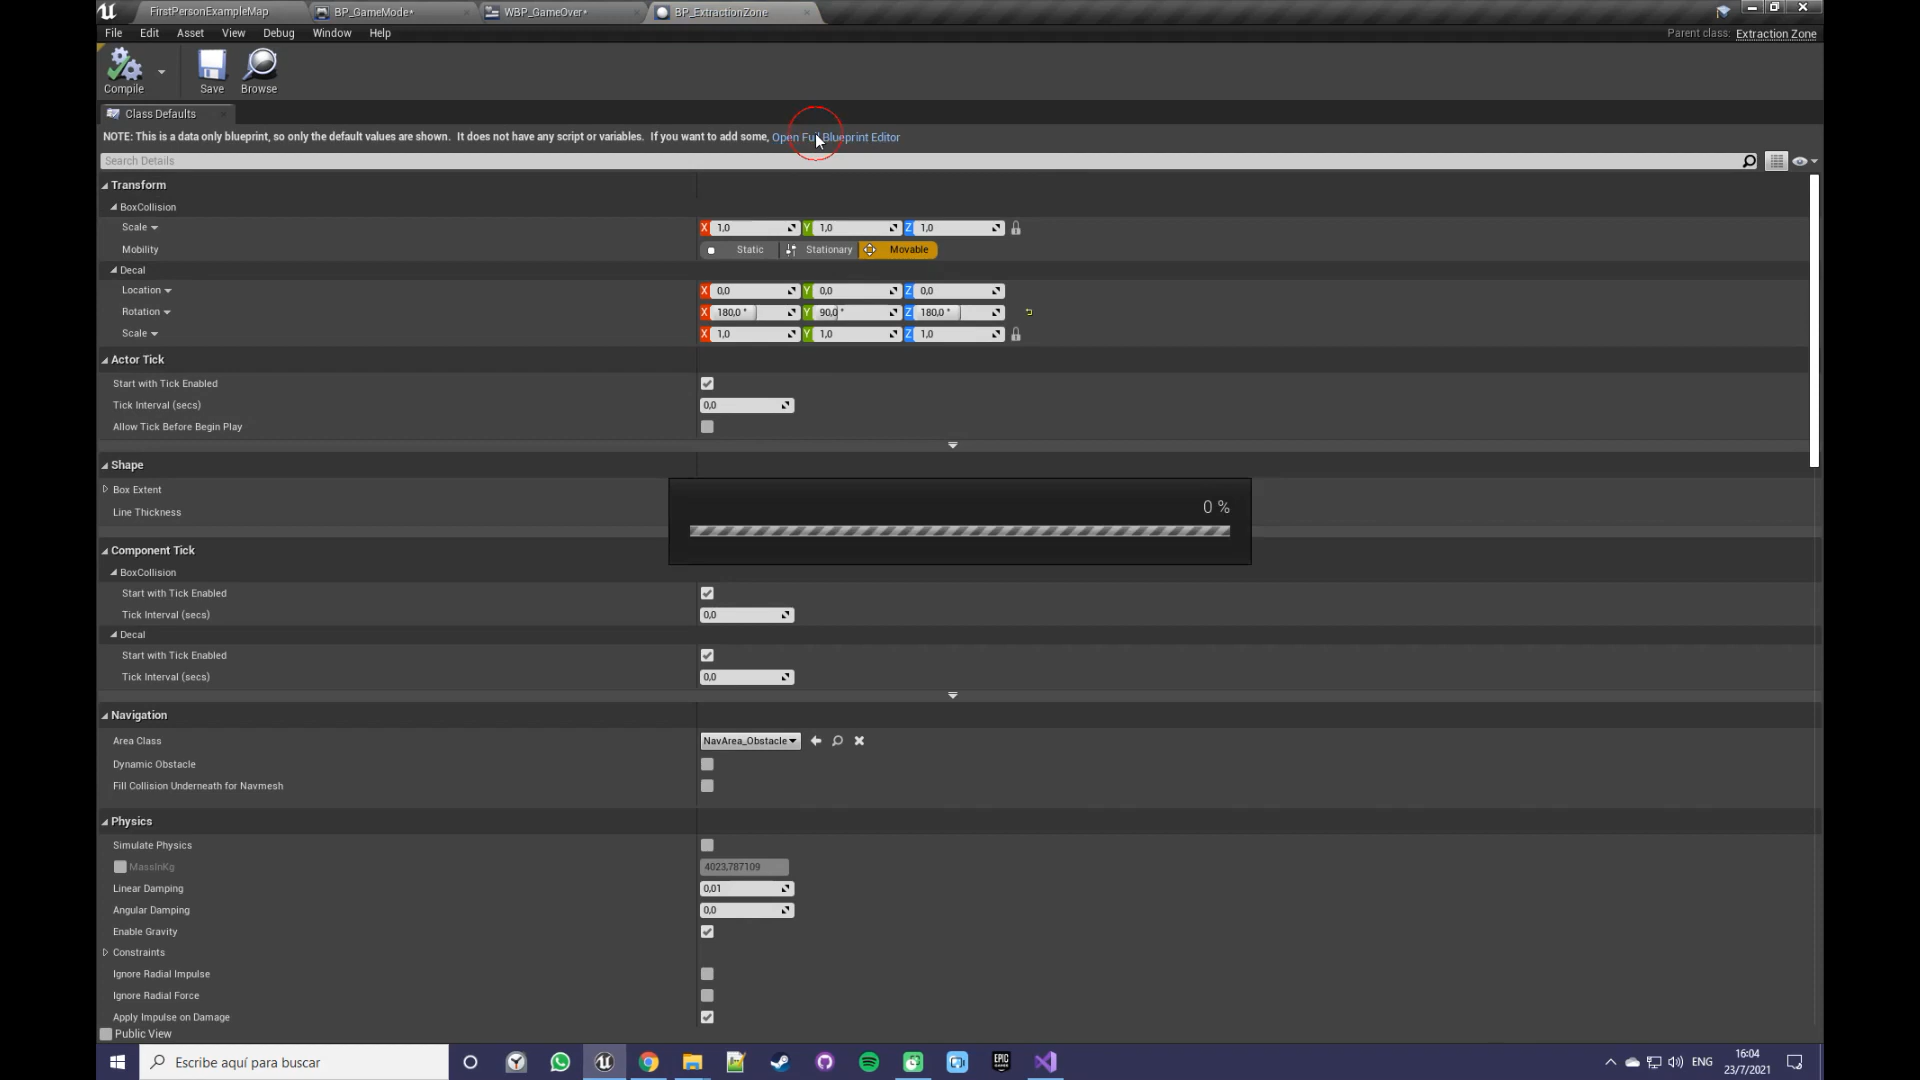 FirstPersonExampleMap
BP_GameMode*
WBP_GameOver*
BP_ExtractionZone
File Edit Asset View Debug Window Help
Parent class: Extraction Zone
Compile
Save
Browse
Class Defaults
NOTE: This is a data only blueprint, so only the default values are shown. It does not have any script or variables. If you want to add some, Open Full Blueprint Editor
Search Details
Transform
BoxCollision
Scale X 1,0 Y 1,0 Z 1,0
Mobility Static Stationary Movable
Decal
Location X 0,0 Y 0,0 Z 0,0
Rotation X 180,0 ° Y 90,0 ° Z 180,0 °
Scale X 1,0 Y 1,0 Z 1,0
Actor Tick
Start with Tick Enabled
Tick Interval (secs) 0,0
Allow Tick Before Begin Play
Shape
Box Extent
Line Thickness
0 %
Component Tick
BoxCollision
Start with Tick Enabled
Tick Interval (secs) 0,0
Decal
Start with Tick Enabled
Tick Interval (secs) 0,0
Navigation
Area Class NavArea_Obstacle
Dynamic Obstacle
Fill Collision Underneath for Navmesh
Physics
Simulate Physics
MassInKg 4023,787109
Linear Damping 0,01
Angular Damping 0,0
Enable Gravity
Constraints
Ignore Radial Impulse
Ignore Radial Force
Apply Impulse on Damage
Public View
Escribe aquí para buscar
EPIC GAMES
ENG
16:04
23/7/2021